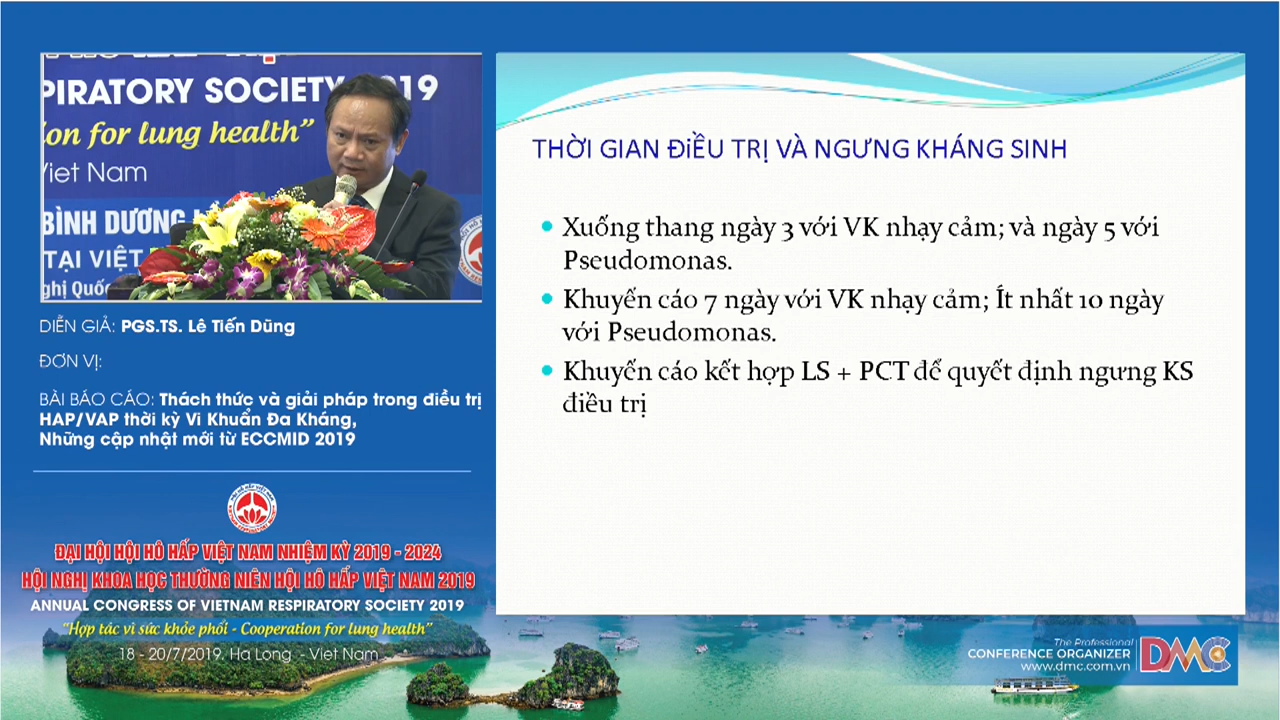 PIRATORY SOCIETY 2019
ion for lung health”
Viet Nam
BÌNH DƯƠNG
TẠI VIỆT
nghị Quốc
DIỄN GIẢ: PGS.TS. Lê Tiến Dũng
ĐƠN VỊ:
BÀI BÁO CÁO: Thách thức và giải pháp trong điều trị
HAP/VAP thời kỳ Vi Khuẩn Đa Kháng,
Những cập nhật mới từ ECCMID 2019
ĐẠI HỘI HỘI HÔ HẤP VIỆT NAM NHIỆM KỲ 2019 - 2024
HỘI NGHỊ KHOA HỌC THƯỜNG NIÊN HỘI HÔ HẤP VIỆT NAM 2019
ANNUAL CONGRESS OF VIETNAM RESPIRATORY SOCIETY 2019
“Hợp tác vì sức khỏe phổi - Cooperation for lung health”
18 - 20/7/2019. Ha Long - Viet Nam
THỜI GIAN ĐIỀU TRỊ VÀ NGƯNG KHÁNG SINH
• Xuống thang ngày 3 với VK nhạy cảm; và ngày 5 với
Pseudomonas.
• Khuyến cáo 7 ngày với VK nhạy cảm; Ít nhất 10 ngày
với Pseudomonas.
• Khuyến cáo kết hợp LS + PCT để quyết định ngưng KS
điều trị
The Professional
CONFERENCE ORGANIZER
www.dmc.com.vn
DMC